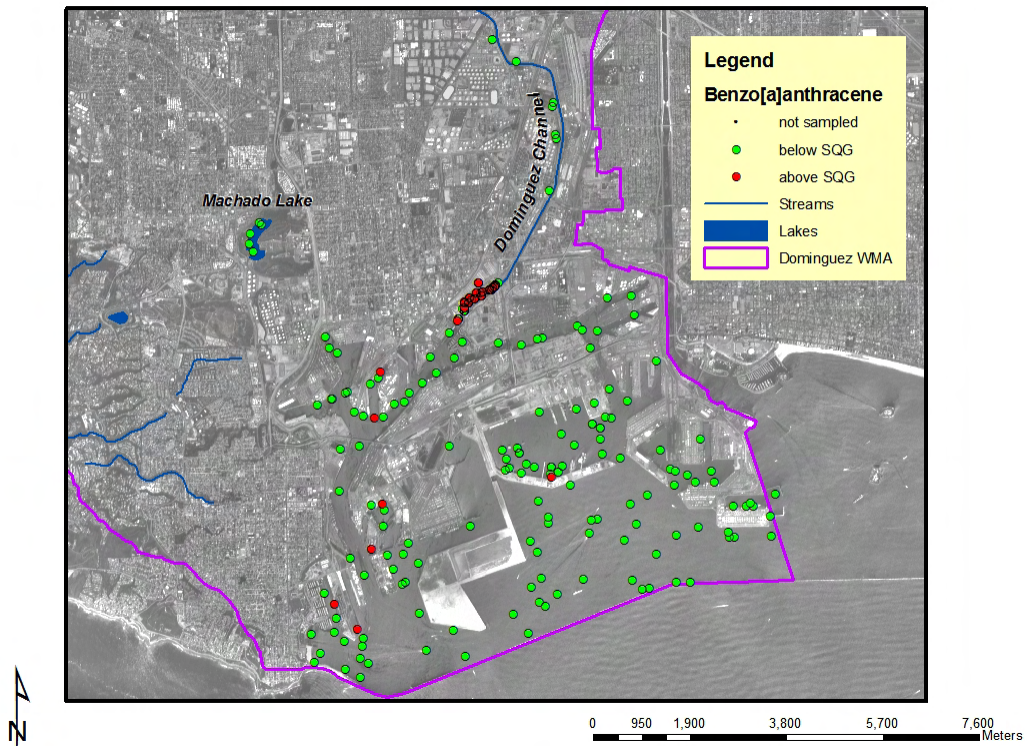 Legend
Benzo[a]anthracene
not sampled
below SQG
above SQG
Streams
Lakes
Dominguez WMA
Dominguez Channel
Machado Lake
N
0 950 1,900 3,800 5,700 7,600
Meters